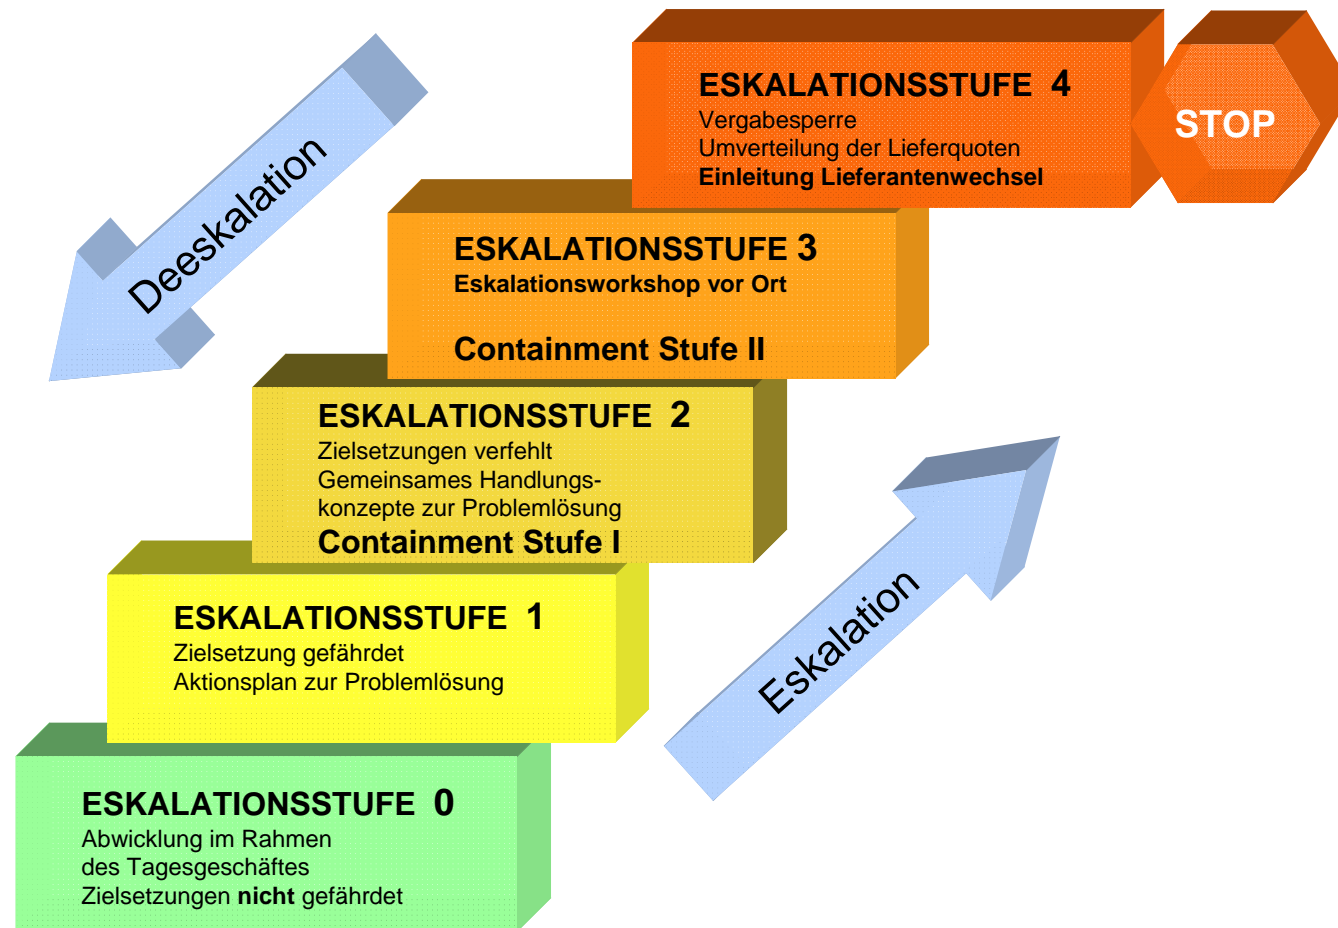 ESKALATIONSSTUFE 4
Vergabesperre
Umverteilung der Lieferquoten
Einleitung Lieferantenwechsel
STOP
Deeskalation
ESKALATIONSSTUFE 3
Eskalationsworkshop vor Ort
Containment Stufe II
ESKALATIONSSTUFE 2
Zielsetzungen verfehlt
Gemeinsames Handlungs-
konzepte zur Problemlösung
Containment Stufe I
Eskalation
ESKALATIONSSTUFE 1
Zielsetzung gefährdet
Aktionsplan zur Problemlösung
ESKALATIONSSTUFE 0
Abwicklung im Rahmen
des Tagesgeschäftes
Zielsetzungen nicht gefährdet